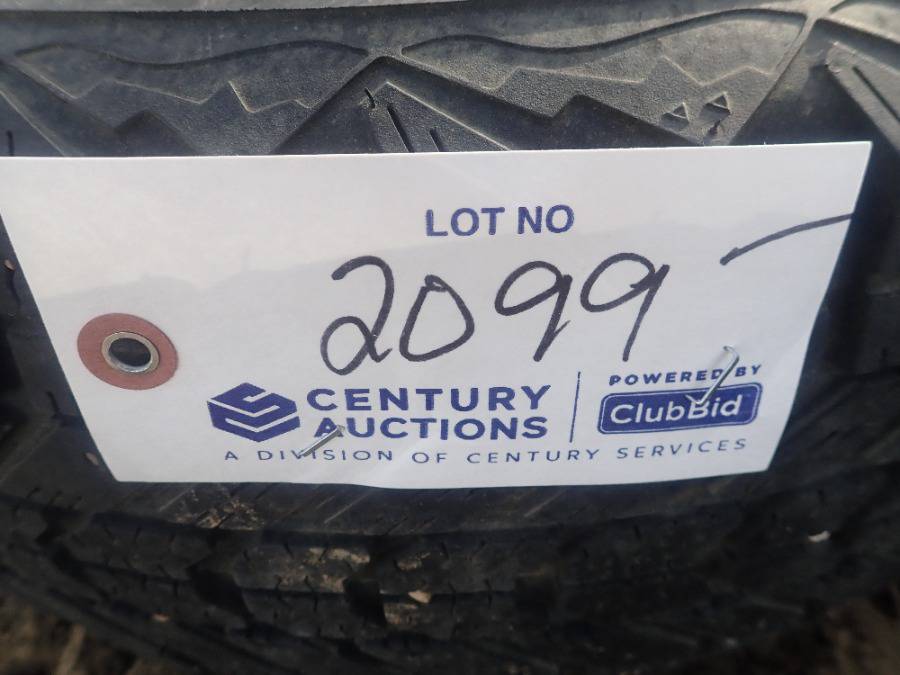 LOT NO
2099
CENTURY AUCTIONS
POWERED BY
ClubBid
A DIVISION OF CENTURY SERVICES